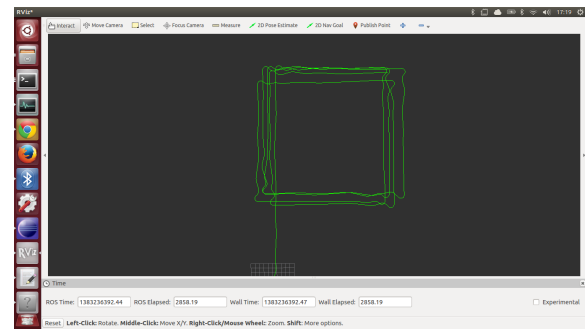 RViz*
17:19
Interact Move Camera Select Focus Camera Measure 2D Pose Estimate 2D Nav Goal Publish Point
RViz
Time
ROS Time: 1383236392.44 ROS Elapsed: 2858.19 Wall Time: 1383236392.47 Wall Elapsed: 2858.19 Experimental
Reset Left-Click: Rotate. Middle-Click: Move X/Y. Right-Click/Mouse Wheel: Zoom. Shift: More options.